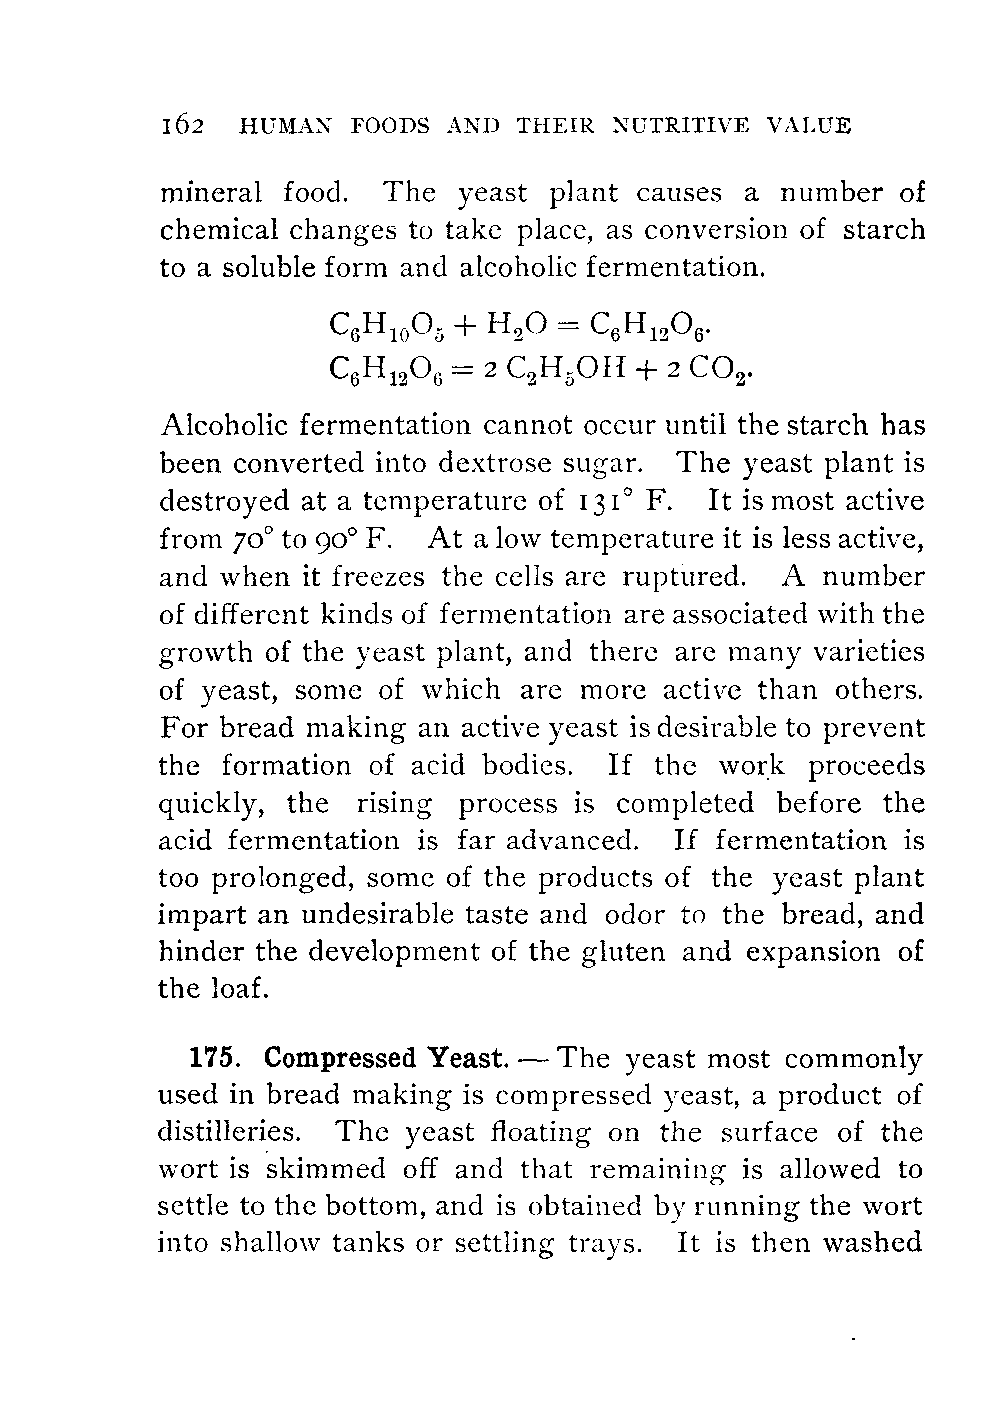 162 HUMAN FOODS AND THEIR NUTRITIVE VALUE
mineral food. The yeast plant causes a number of
chemical changes to take place, as conversion of starch
to a soluble form and alcoholic fermentation.
C₆H₁₀O₅ + H₂O = C₆H₁₂O₆.
C₆H₁₂O₆ = 2 C₂H₅OH + 2 CO₂.
Alcoholic fermentation cannot occur until the starch has
been converted into dextrose sugar. The yeast plant is
destroyed at a temperature of 131° F. It is most active
from 70° to 90° F. At a low temperature it is less active,
and when it freezes the cells are ruptured. A number
of different kinds of fermentation are associated with the
growth of the yeast plant, and there are many varieties
of yeast, some of which are more active than others.
For bread making an active yeast is desirable to prevent
the formation of acid bodies. If the work proceeds
quickly, the rising process is completed before the
acid fermentation is far advanced. If fermentation is
too prolonged, some of the products of the yeast plant
impart an undesirable taste and odor to the bread, and
hinder the development of the gluten and expansion of
the loaf.
175. Compressed Yeast. — The yeast most commonly
used in bread making is compressed yeast, a product of
distilleries. The yeast floating on the surface of the
wort is skimmed off and that remaining is allowed to
settle to the bottom, and is obtained by running the wort
into shallow tanks or settling trays. It is then washed